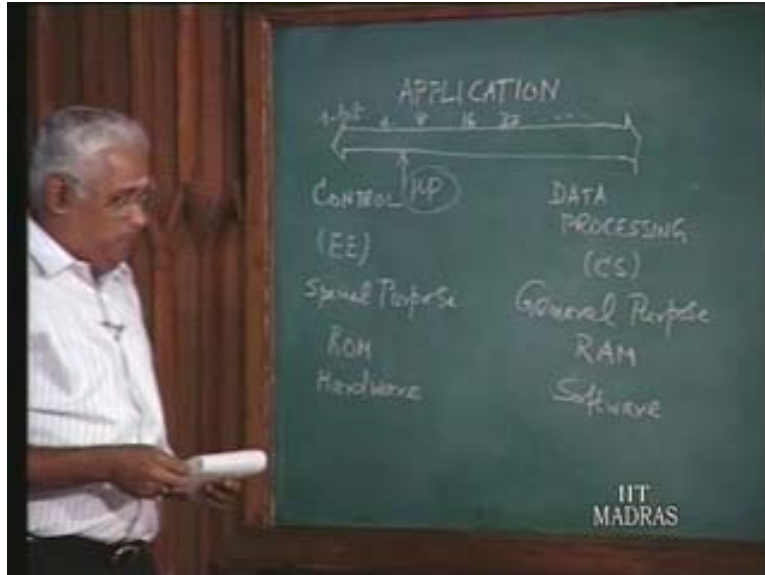 APPLICATION
1-bit 4 8 16 32 ...
CONTROL μP DATA
PROCESSING
(EE) (CS)
Special Purpose General Purpose
ROM RAM
Hardware Software
IIT
MADRAS